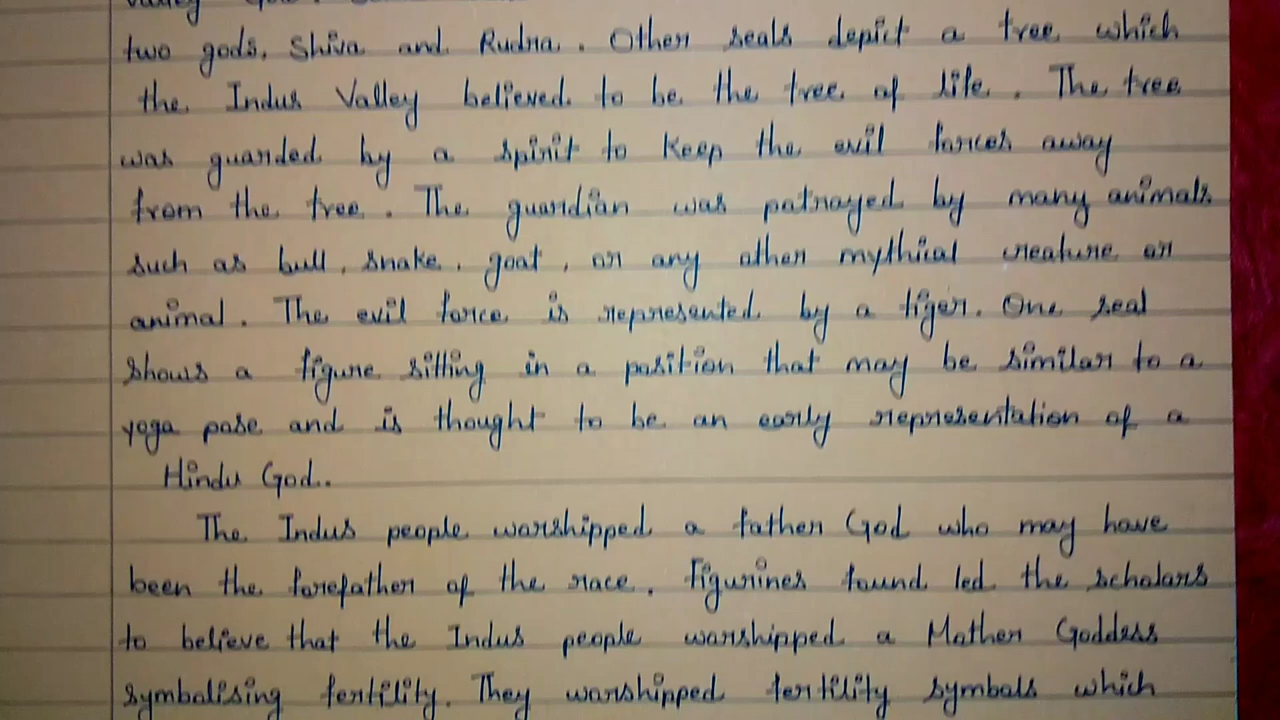 two gods, Shiva and Rudra. Other seals depict a tree which
the Indus Valley believed to be the tree of life. The tree
was guarded by a spirit to keep the evil forces away
from the tree. The guardian was patrayed by many animals
such as bull, snake, goat, or any other mythical creature or
animal. The evil force is represented by a tiger. One seal
shows a figure sitting in a position that may be similar to a
yoga pose and is thought to be an early representation of a
Hindu God..
The Indus people worshipped a father God who may have
been the forefather of the race. Figurines found led the scholars
to believe that the Indus people worshipped a Mother Goddess
symbolising fertility. They worshipped fertility symbols which